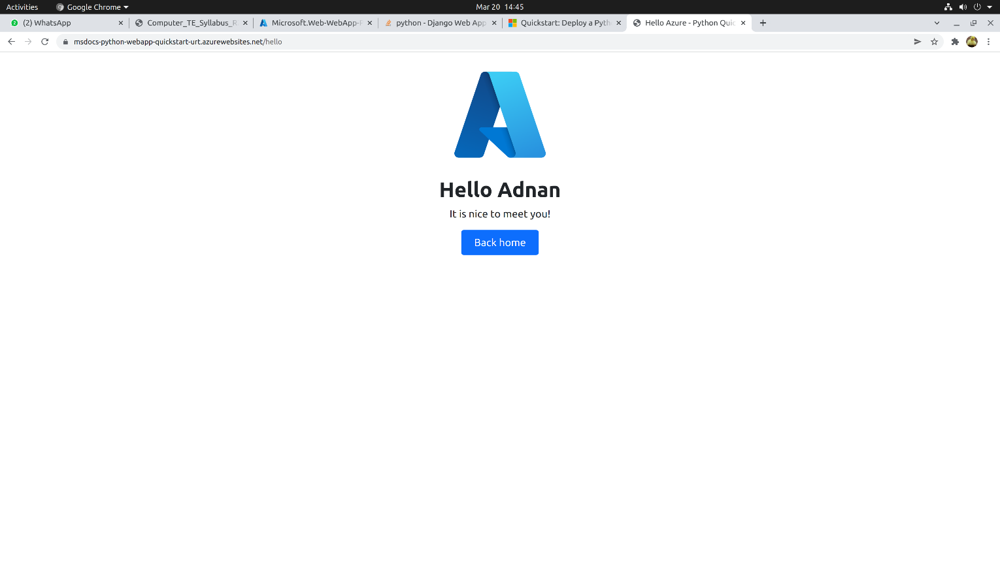 Activities Google Chrome Mar 20 14:45
(2) WhatsApp Computer_TE_Syllabus_R Microsoft.Web-WebApp- python - Django Web App Quickstart: Deploy a Pyth Hello Azure - Python Quic
msdocs-python-webapp-quickstart-urt.azurewebsites.net/hello
Hello Adnan
It is nice to meet you!
Back home